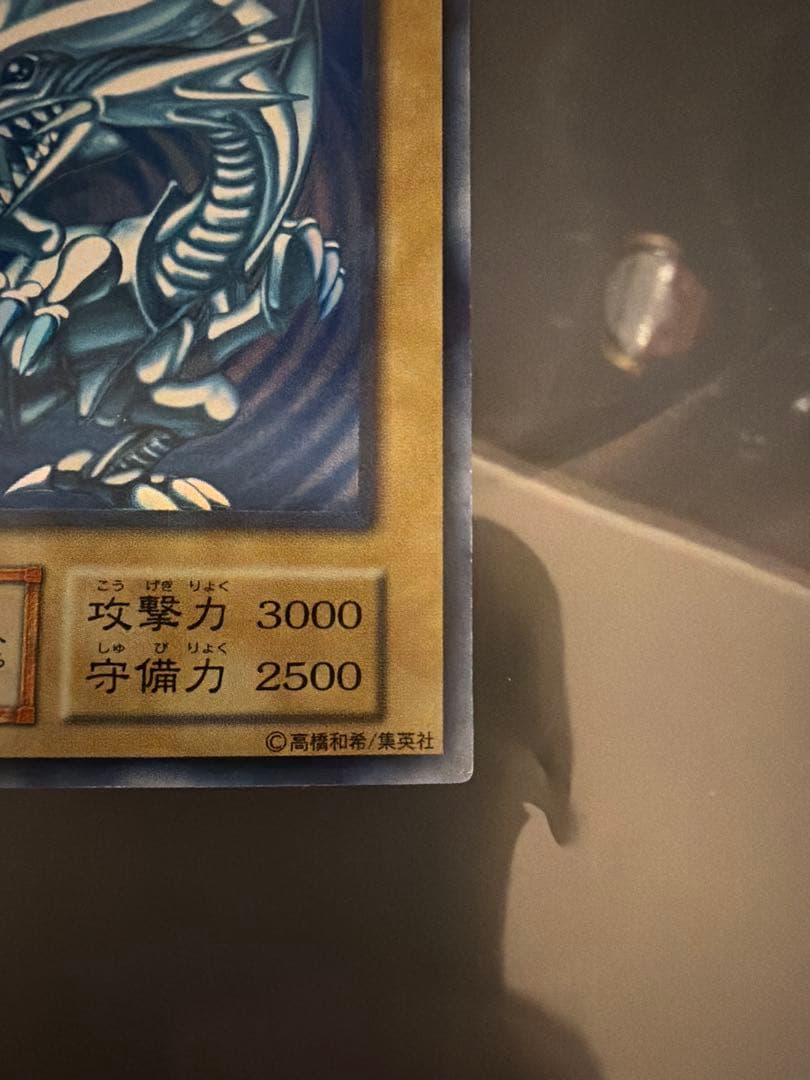 こう げき りょく
攻撃力 3000
しゅ び りょく
守備力 2500
©高橋和希/集英社